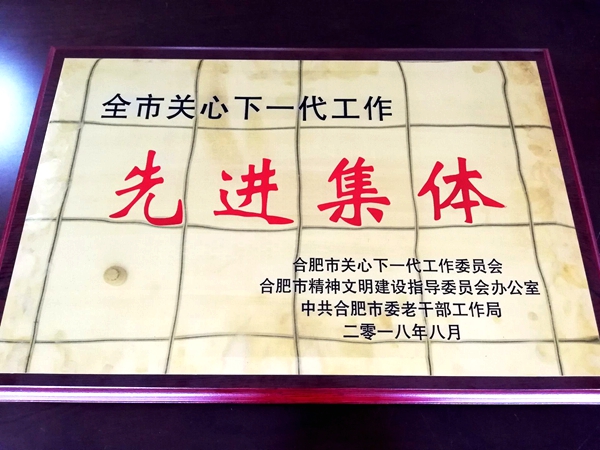 全市关心下一代工作
先进集体
合肥市关心下一代工作委员会
合肥市精神文明建设指导委员会办公室
中共合肥市委老干部工作局
二零一八年八月